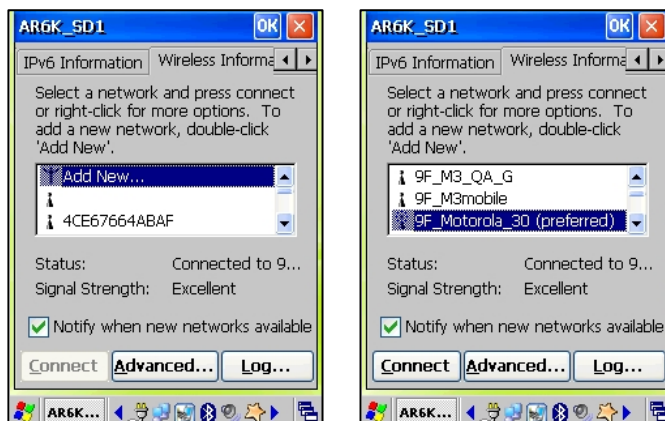 AR6K_SD1 OK
IPv6 Information Wireless Informa
Select a network and press connect
or right-click for more options. To
add a new network, double-click
'Add New'.
Add New...
4CE67664ABAF
Status: Connected to 9...
Signal Strength: Excellent
Notify when new networks available
Connect Advanced... Log...
AR6K...
AR6K_SD1 OK
IPv6 Information Wireless Informa
Select a network and press connect
or right-click for more options. To
add a new network, double-click
'Add New'.
9F_M3_QA_G
9F_M3mobile
9F_Motorola_30 (preferred)
Status: Connected to 9...
Signal Strength: Excellent
Notify when new networks available
Connect Advanced... Log...
AR6K...